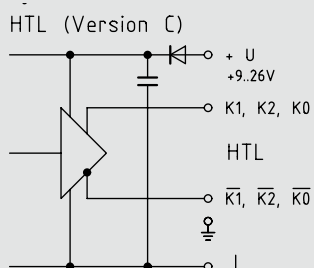 HTL (Version C)
+ U
+9..26V
K1, K2, K0
HTL
K̅1̅, K̅2̅, K̅0̅